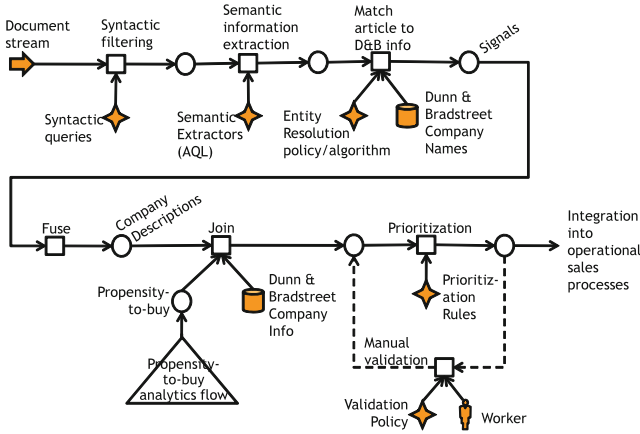 Document
stream
Syntactic
filtering
Semantic
information
extraction
Match
article to
D&B info
Signals
Syntactic
queries
Semantic
Extractors
(AQL)
Entity
Resolution
policy/algorithm
Dunn &
Bradstreet
Company
Names
Fuse
Company
Descriptions
Join
Prioritization
Integration
into
operational
sales
processes
Propensity-
to-buy
Dunn &
Bradstreet
Company
Info
Prioritiz-
ation
Rules
Propensity-
to-buy
analytics flow
Manual
validation
Validation
Policy
Worker